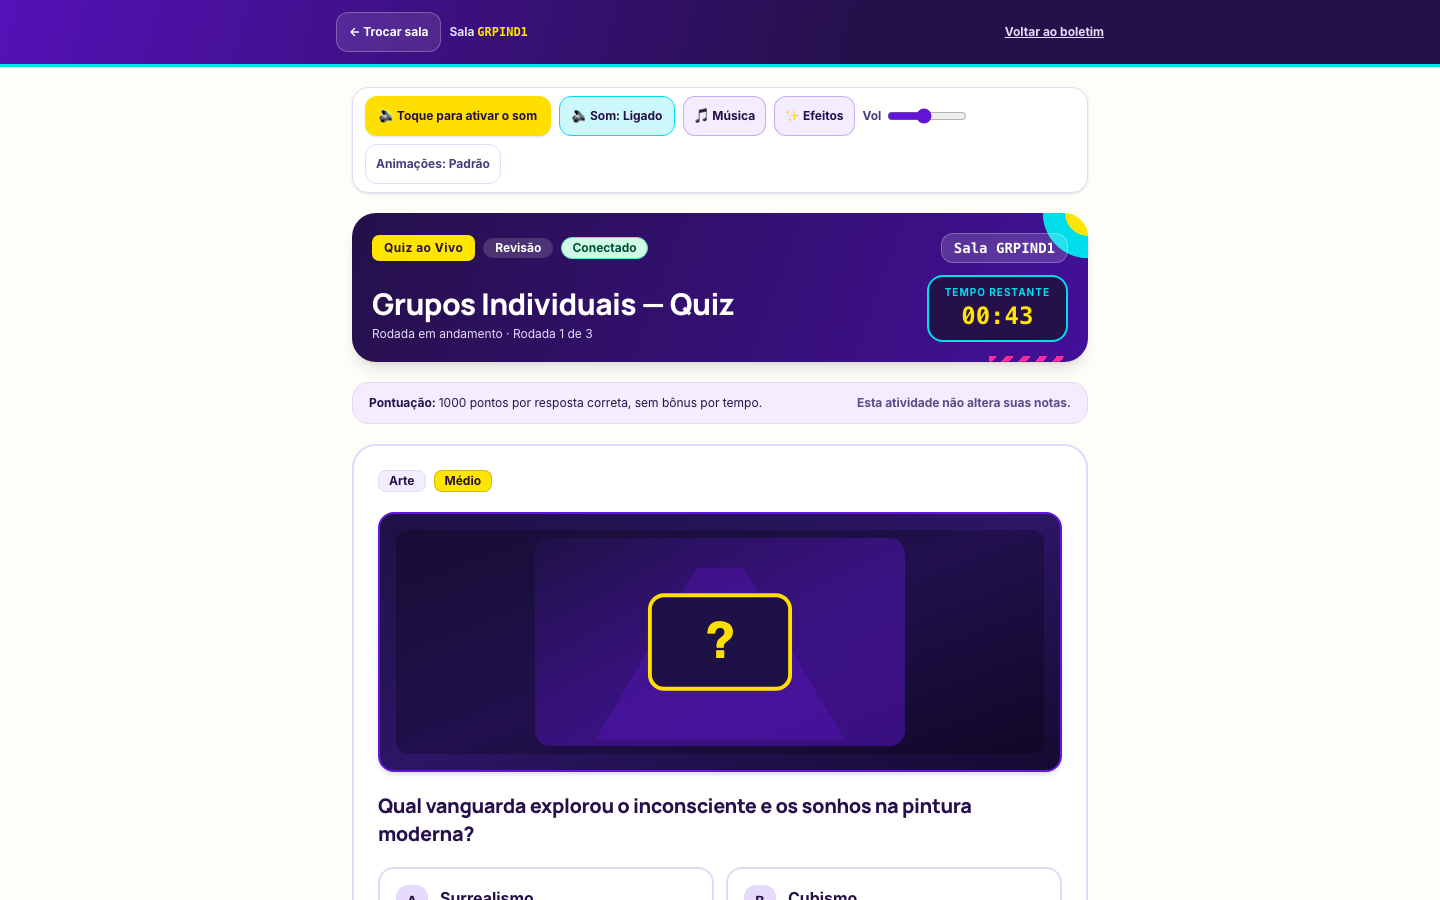 ← Trocar sala
Sala GRPIND1
Voltar ao boletim
Toque para ativar o som
Som: Ligado
Música
Efeitos
Vol
Animações: Padrão
Quiz ao Vivo
Revisão
Conectado
Sala GRPIND1
Grupos Individuais — Quiz
Rodada em andamento · Rodada 1 de 3
TEMPO RESTANTE
00:43
Pontuação: 1000 pontos por resposta correta, sem bônus por tempo.
Esta atividade não altera suas notas.
Arte
Médio
?
Qual vanguarda explorou o inconsciente e os sonhos na pintura
moderna?
A
Surrealismo
B
Cubismo